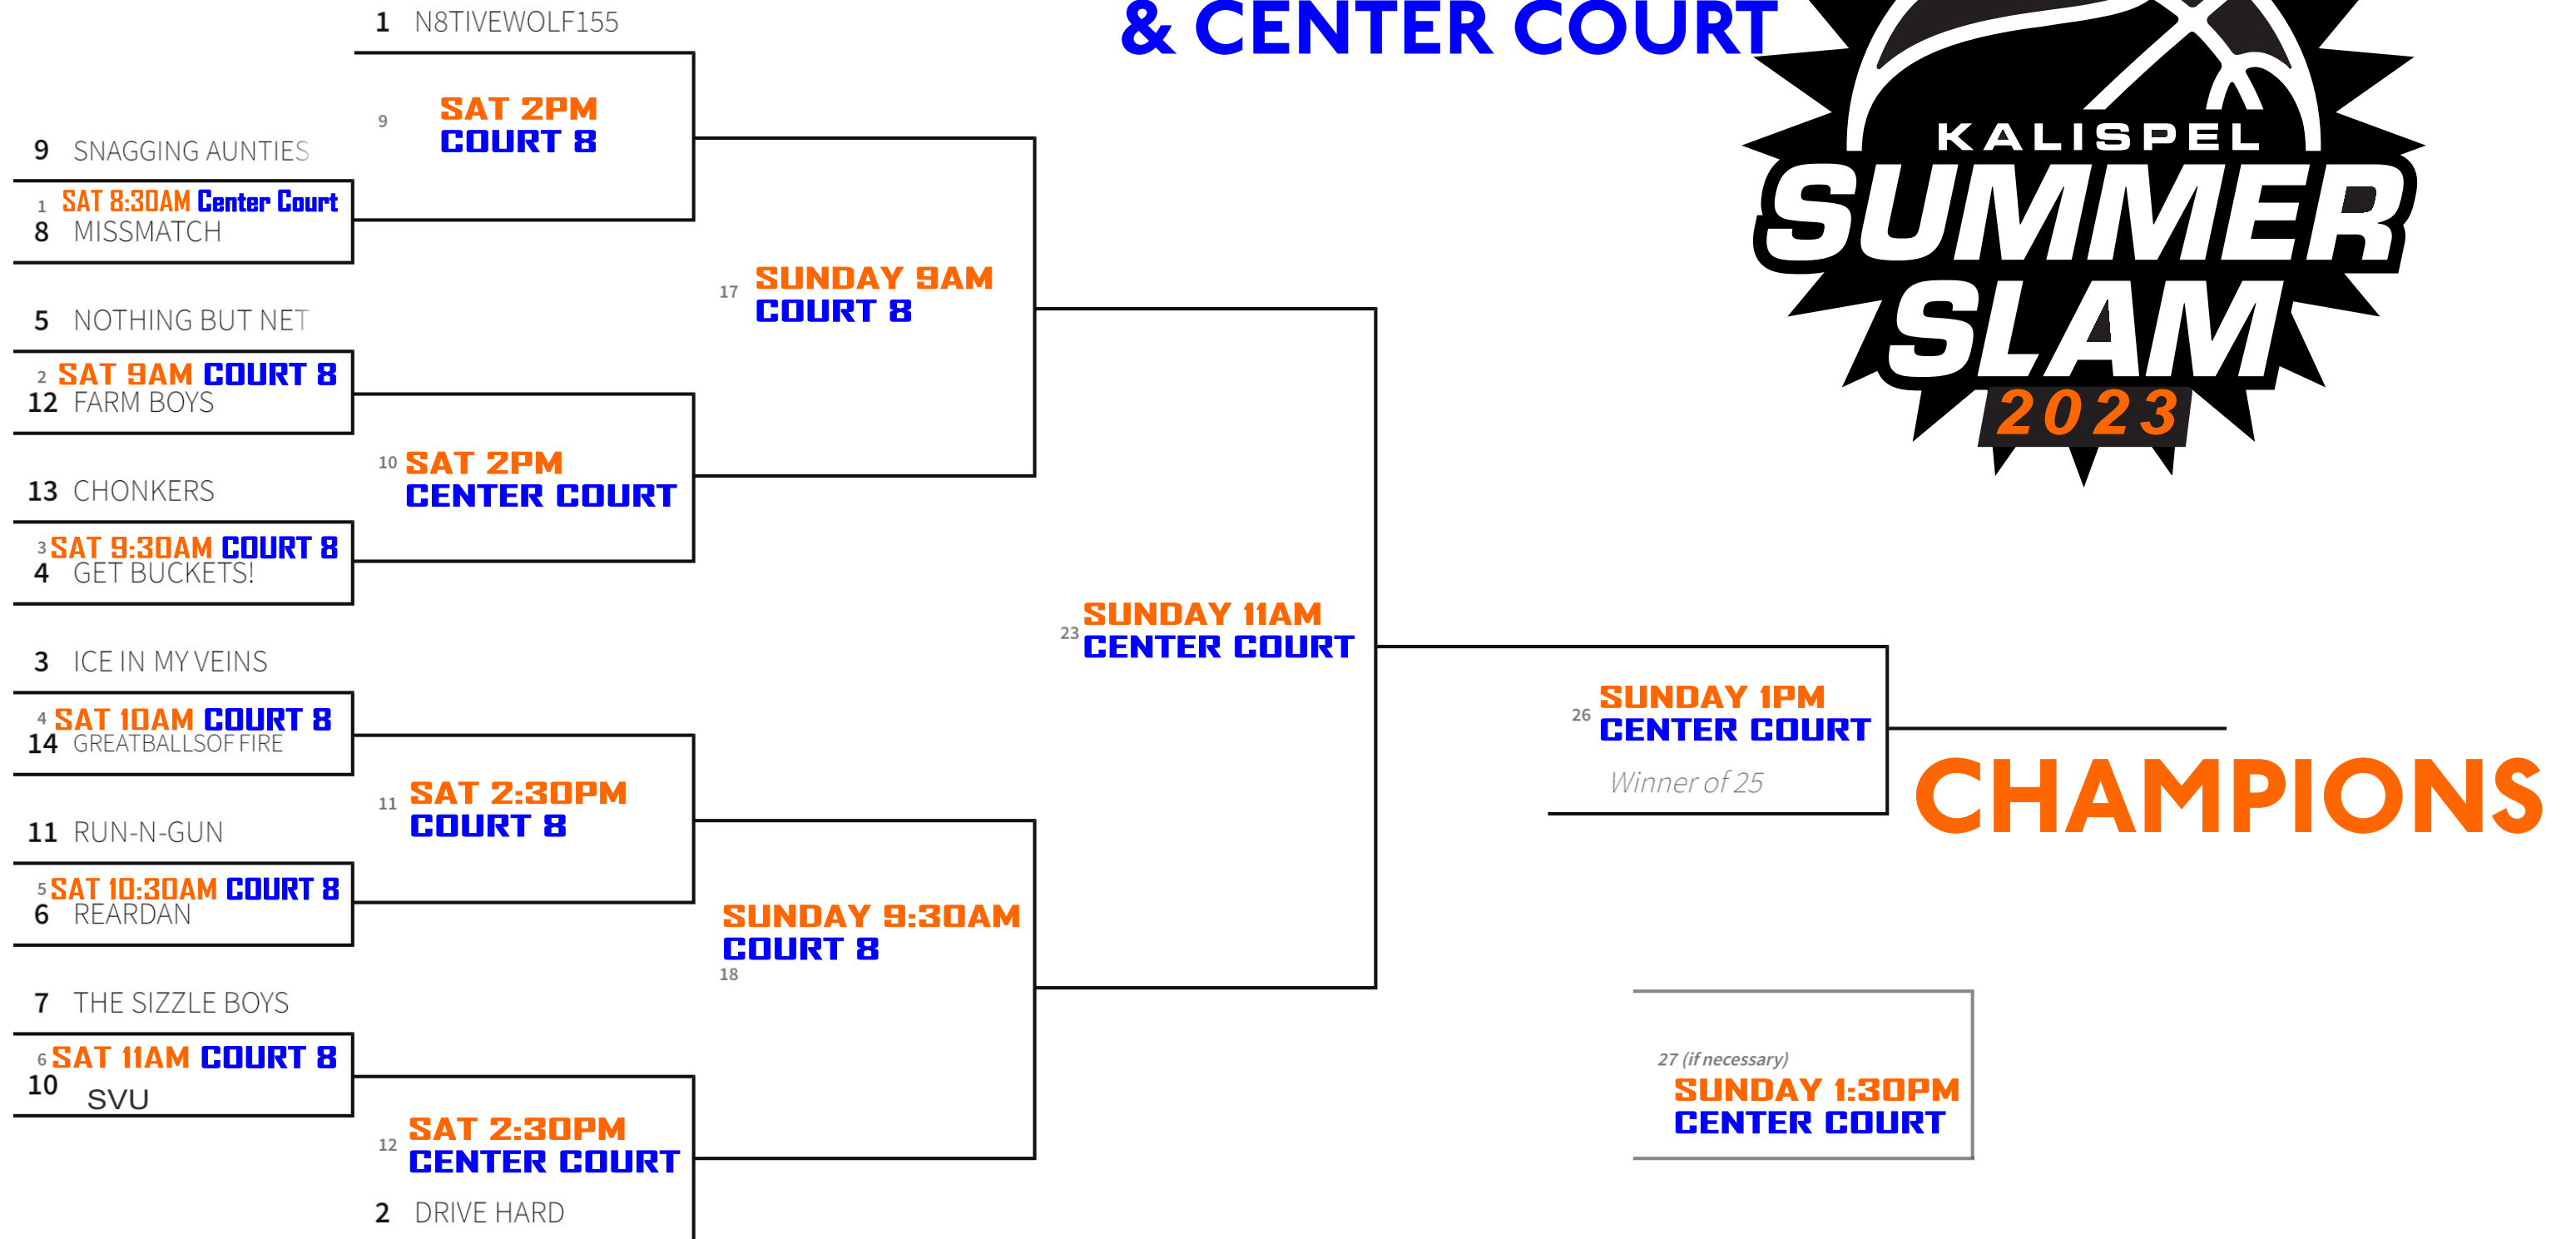 & CENTER COURT
KALISPEL
SUMMER
SLAM
2023
1 N8TIVEWOLF155
9 SAT 2PM
COURT 8
9 SNAGGING AUNTIES
1 SAT 8:30AM Center Court
8 MISSMATCH
17 SUNDAY 9AM
COURT 8
5 NOTHING BUT NET
2 SAT 9AM COURT 8
12 FARM BOYS
10 SAT 2PM
CENTER COURT
13 CHONKERS
3 SAT 9:30AM COURT 8
4 GET BUCKETS!
23 SUNDAY 11AM
CENTER COURT
3 ICE IN MY VEINS
4 SAT 10AM COURT 8
14 GREATBALLSOFFIRE
11 SAT 2:30PM
COURT 8
11 RUN-N-GUN
5 SAT 10:30AM COURT 8
6 REARDAN
SUNDAY 9:30AM
COURT 8
18
7 THE SIZZLE BOYS
6 SAT 11AM COURT 8
10 SVU
12 SAT 2:30PM
CENTER COURT
2 DRIVE HARD
26 SUNDAY 1PM
CENTER COURT
Winner of 25
CHAMPIONS
27 (if necessary)
SUNDAY 1:30PM
CENTER COURT